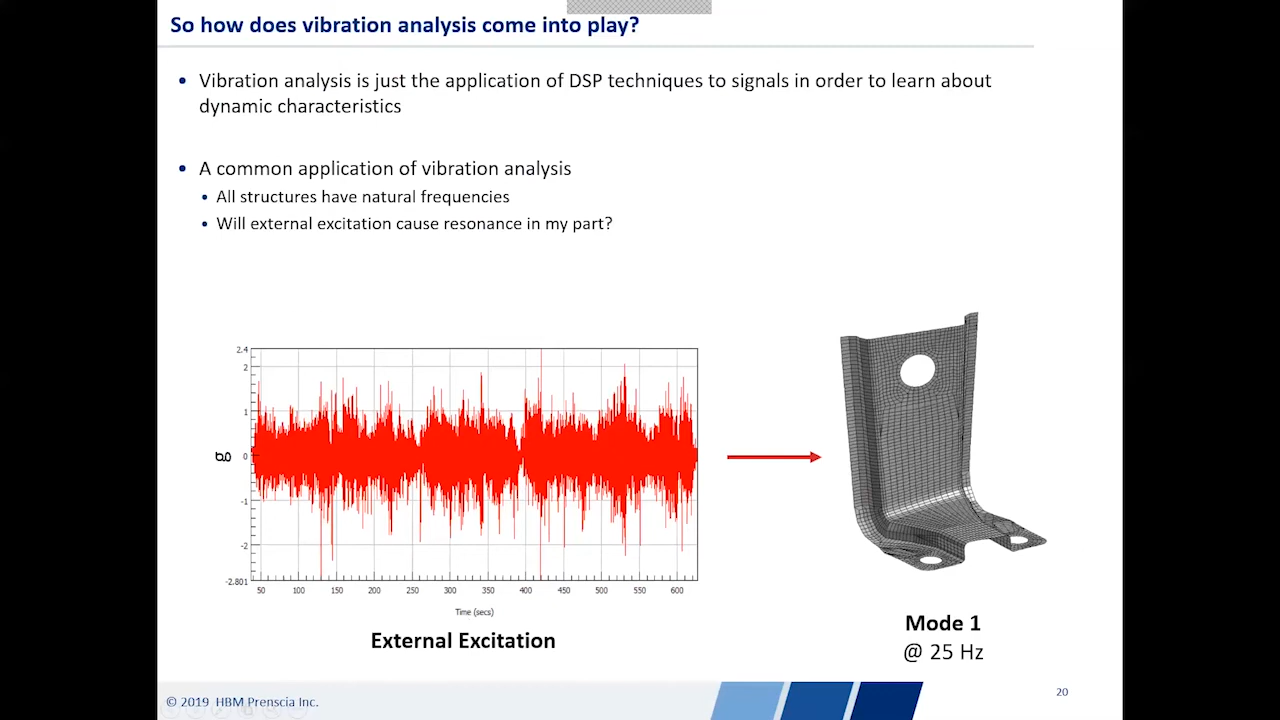 So how does vibration analysis come into play?
• Vibration analysis is just the application of DSP techniques to signals in order to learn about
dynamic characteristics
• A common application of vibration analysis
• All structures have natural frequencies
• Will external excitation cause resonance in my part?
2.4
2
1
g
0
-1
-2
-2.801
50 100 150 200 250 300 350 400 450 500 550 600
Time (secs)
External Excitation
Mode 1
@ 25 Hz
© 2019 HBM Prenscia Inc.
20